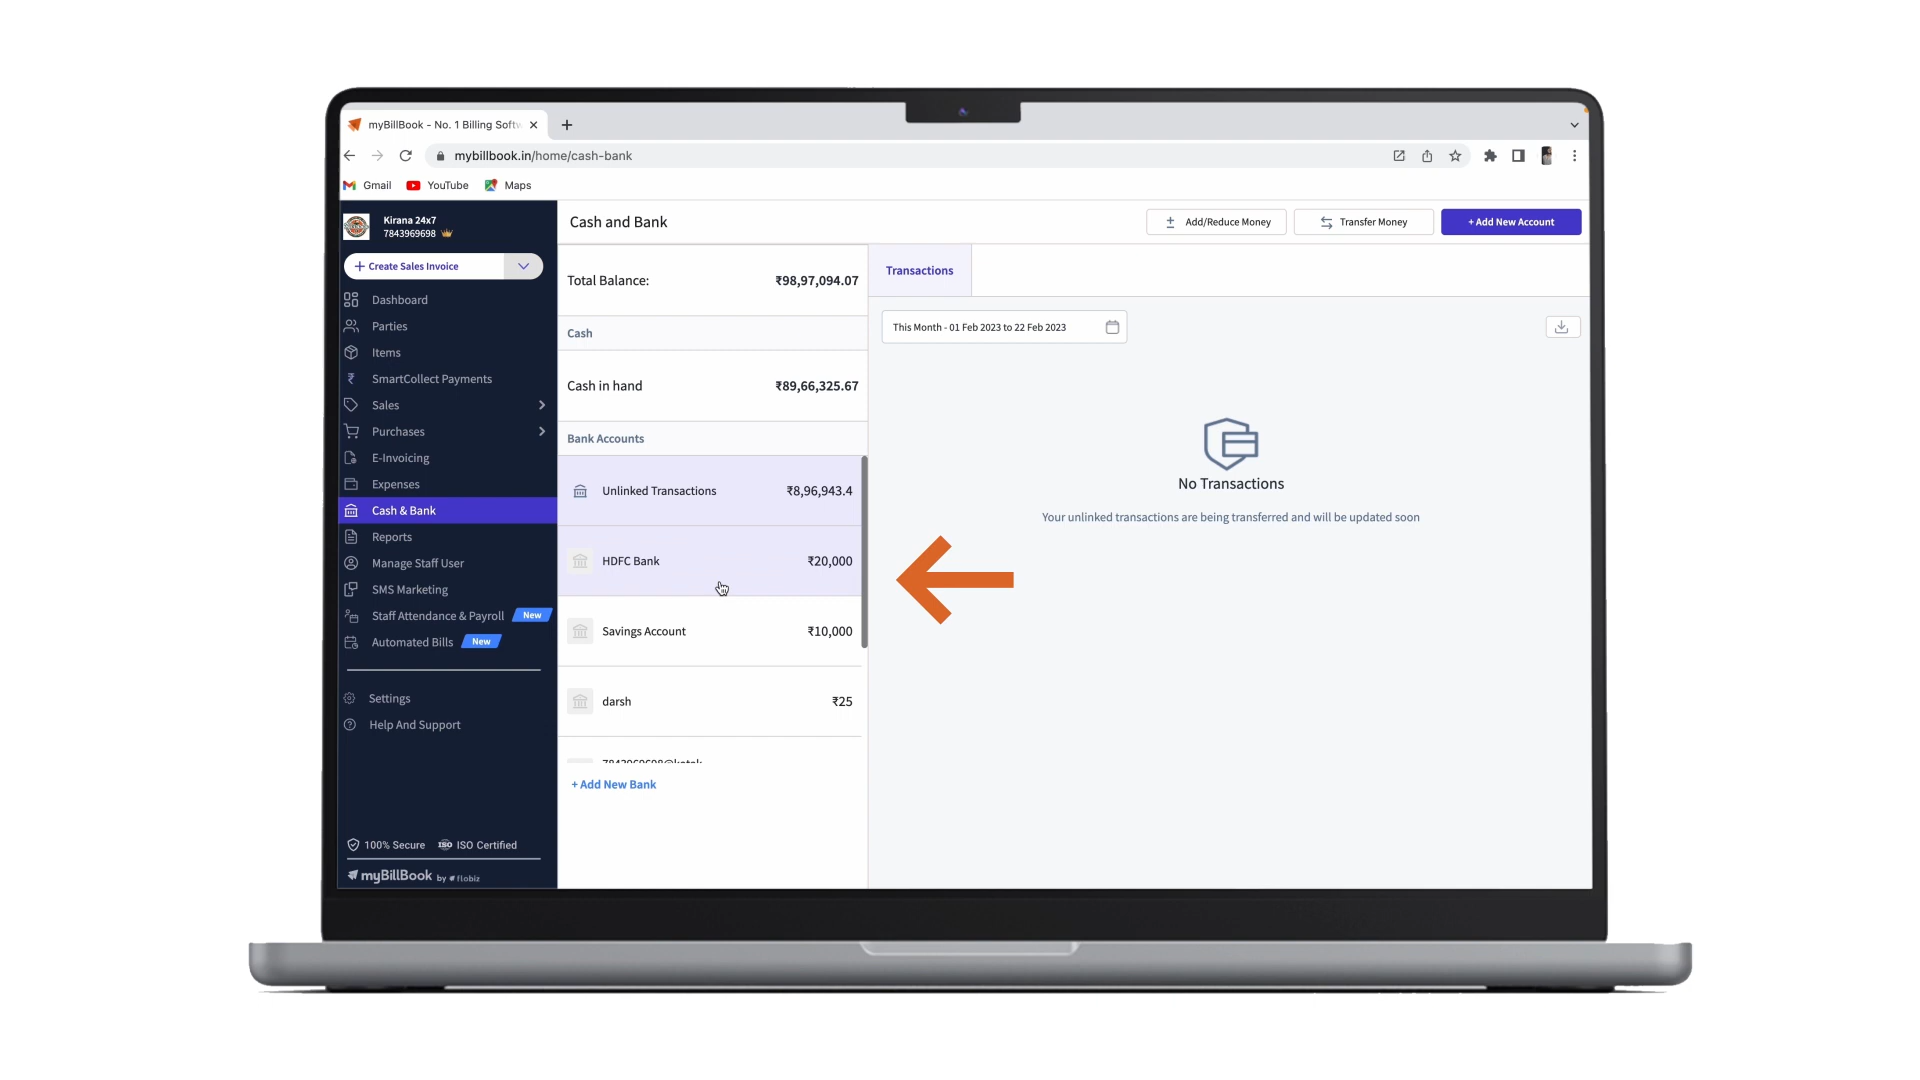 myBillBook - No. 1 Billing Softw
mybillbook.in/home/cash-bank
Gmail YouTube Maps
Kirana 24x7
7843969698
+ Create Sales Invoice
Dashboard
Parties
Items
SmartCollect Payments
Sales
Purchases
E-Invoicing
Expenses
Cash & Bank
Reports
Manage Staff User
SMS Marketing
Staff Attendance & Payroll New
Automated Bills New
Settings
Help And Support
100% Secure ISO ISO Certified
myBillBook by flobiz
Cash and Bank
Add/Reduce Money
Transfer Money
+ Add New Account
Total Balance: ₹98,97,094.07
Cash
Cash in hand ₹89,66,325.67
Bank Accounts
Unlinked Transactions ₹8,96,943.4
HDFC Bank ₹20,000
Savings Account ₹10,000
darsh ₹25
7843969698@kotak
+ Add New Bank
Transactions
This Month - 01 Feb 2023 to 22 Feb 2023
No Transactions
Your unlinked transactions are being transferred and will be updated soon